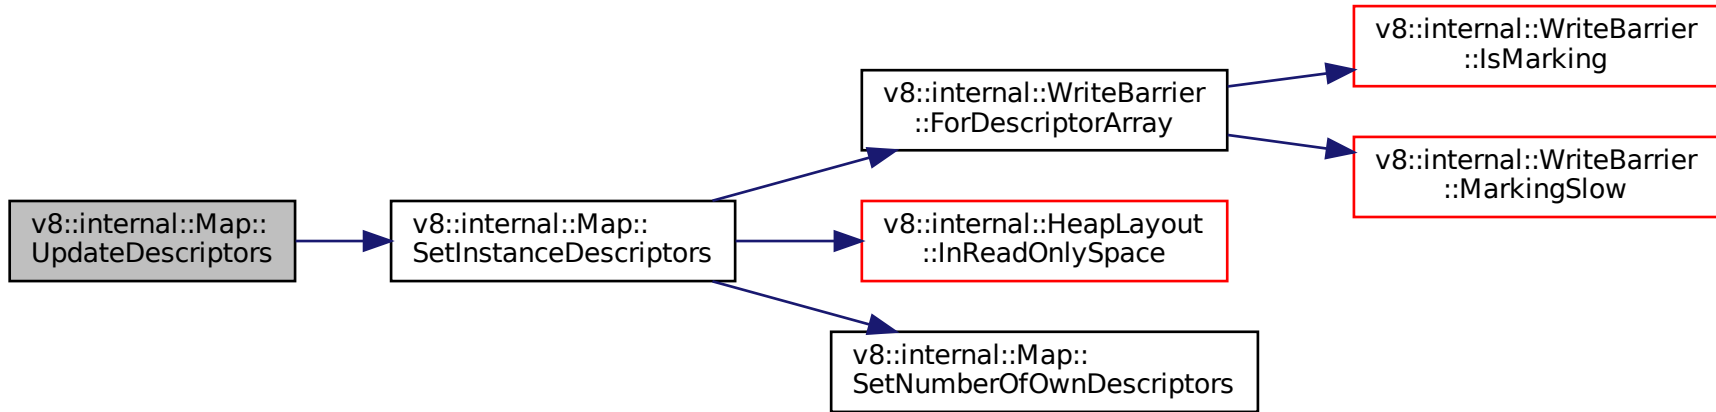 v8::internal::Map::
UpdateDescriptors
v8::internal::Map::
SetInstanceDescriptors
v8::internal::WriteBarrier
::ForDescriptorArray
v8::internal::WriteBarrier
::IsMarking
v8::internal::WriteBarrier
::MarkingSlow
v8::internal::HeapLayout
::InReadOnlySpace
v8::internal::Map::
SetNumberOfOwnDescriptors